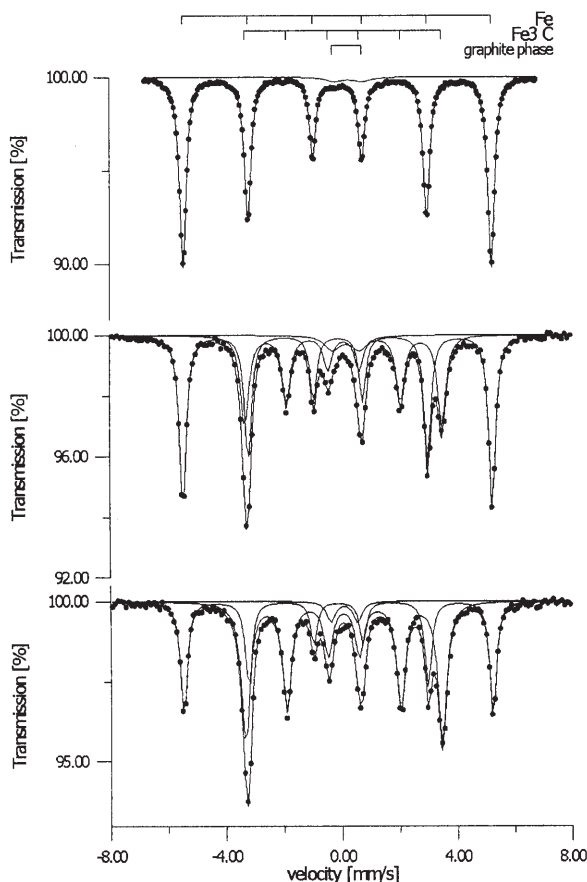 Fe
Fe3 C
graphite phase
100.00
Transmission [%]
90.00
100.00
Transmission [%]
96.00
92.00
100.00
Transmission [%]
95.00
-8.00 -4.00 0.00 4.00 8.00
velocity [mm/s]